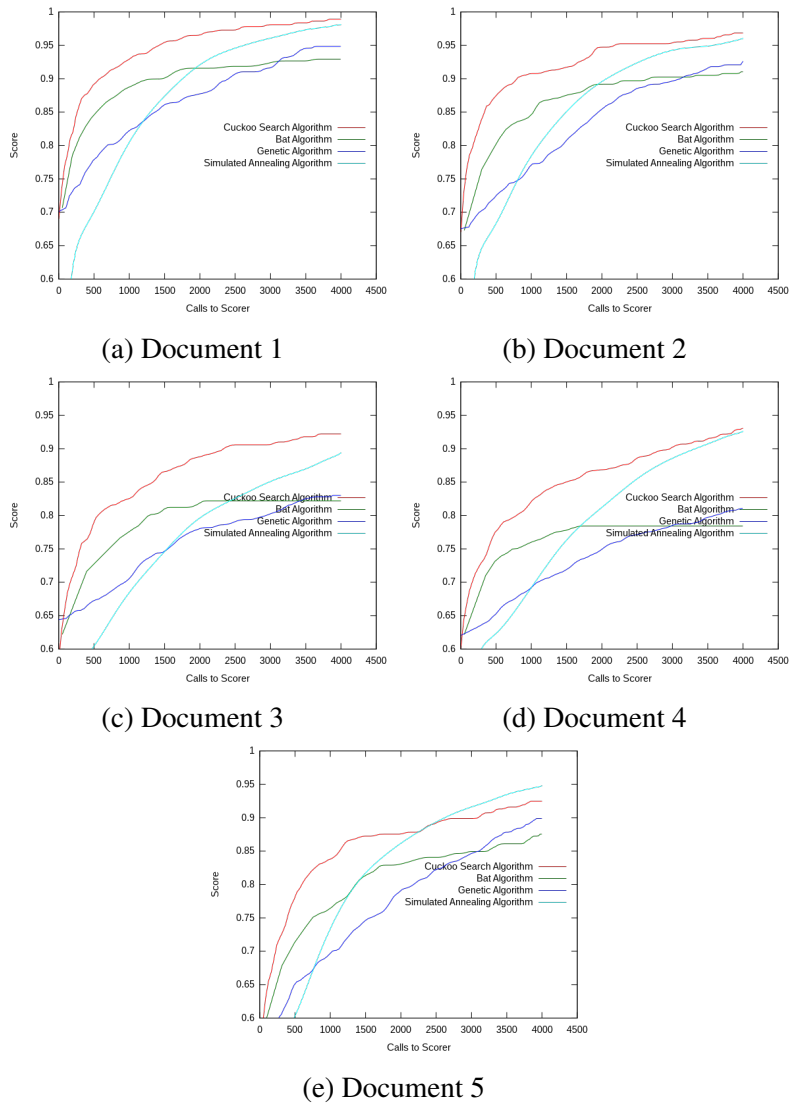 1
0.95
0.9
0.85
0.8
0.75
0.7
0.65
0.6
Score
Cuckoo Search Algorithm
Bat Algorithm
Genetic Algorithm
Simulated Annealing Algorithm
0 500 1000 1500 2000 2500 3000 3500 4000 4500
Calls to Scorer
(a) Document 1
1
0.95
0.9
0.85
0.8
0.75
0.7
0.65
0.6
Score
Cuckoo Search Algorithm
Bat Algorithm
Genetic Algorithm
Simulated Annealing Algorithm
0 500 1000 1500 2000 2500 3000 3500 4000 4500
Calls to Scorer
(b) Document 2
1
0.95
0.9
0.85
0.8
0.75
0.7
0.65
0.6
Score
Cuckoo Search Algorithm
Bat Algorithm
Genetic Algorithm
Simulated Annealing Algorithm
0 500 1000 1500 2000 2500 3000 3500 4000 4500
Calls to Scorer
(c) Document 3
1
0.95
0.9
0.85
0.8
0.75
0.7
0.65
0.6
Score
Cuckoo Search Algorithm
Bat Algorithm
Genetic Algorithm
Simulated Annealing Algorithm
0 500 1000 1500 2000 2500 3000 3500 4000 4500
Calls to Scorer
(d) Document 4
1
0.95
0.9
0.85
0.8
0.75
0.7
0.65
0.6
Score
Cuckoo Search Algorithm
Bat Algorithm
Genetic Algorithm
Simulated Annealing Algorithm
0 500 1000 1500 2000 2500 3000 3500 4000 4500
Calls to Scorer
(e) Document 5